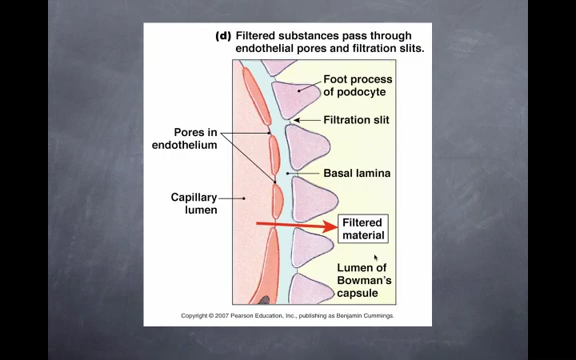 (d) Filtered substances pass through
endothelial pores and filtration slits.
Foot process
of podocyte
Filtration slit
Pores in
endothelium
Basal lamina
Capillary
lumen
Filtered
material
Lumen of
Bowman's
capsule
Copyright © 2007 Pearson Education, Inc., publishing as Benjamin Cummings.